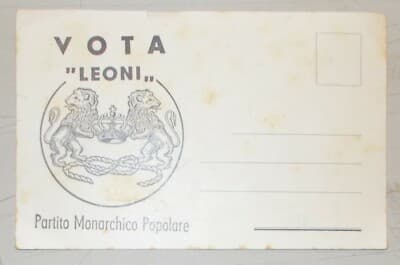 VOTA
"LEONI„
Partito Monarchico Popolare